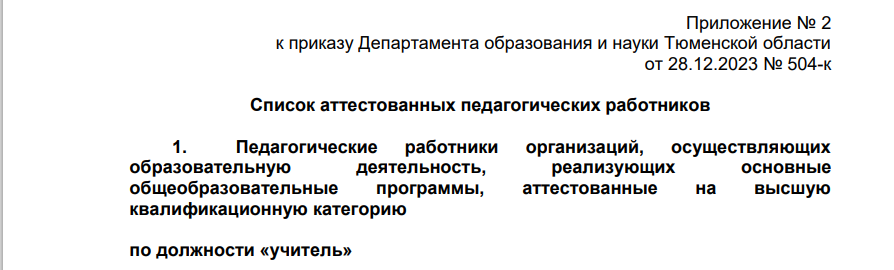 Приложение № 2
к приказу Департамента образования и науки Тюменской области
от 28.12.2023 № 504-к
Список аттестованных педагогических работников
1. Педагогические работники организаций, осуществляющих
образовательную деятельность, реализующих основные
общеобразовательные программы, аттестованные на высшую
квалификационную категорию
по должности «учитель»